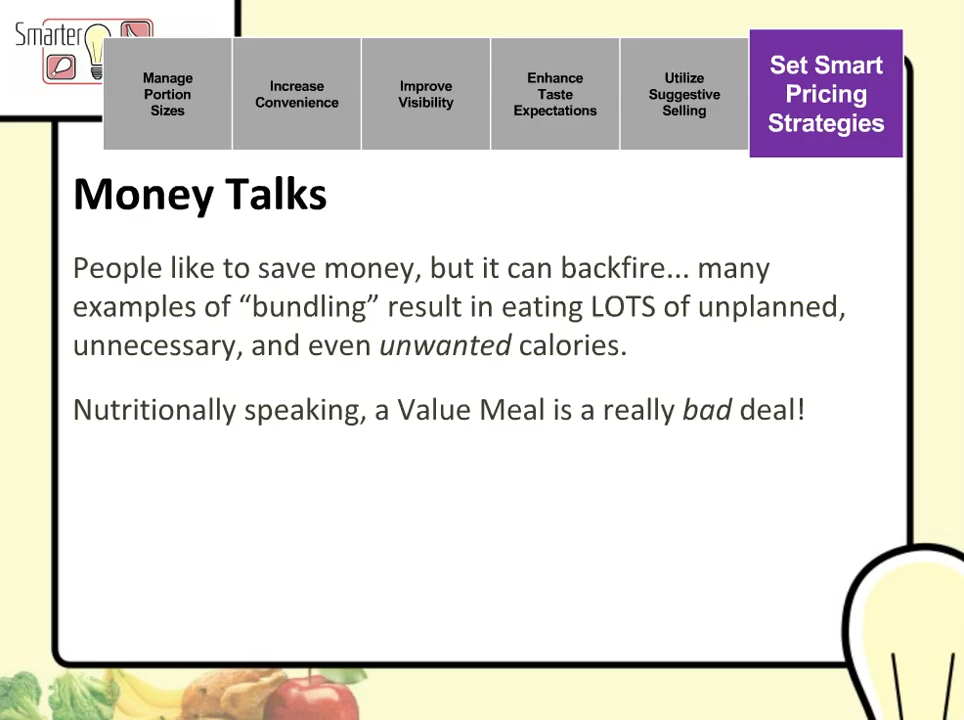 Smarter
Manage
Portion
Sizes
Increase
Convenience
Improve
Visibility
Enhance
Taste
Expectations
Utilize
Suggestive
Selling
Set Smart
Pricing
Strategies
Money Talks
People like to save money, but it can backfire... many
examples of “bundling” result in eating LOTS of unplanned,
unnecessary, and even unwanted calories.
Nutritionally speaking, a Value Meal is a really bad deal!